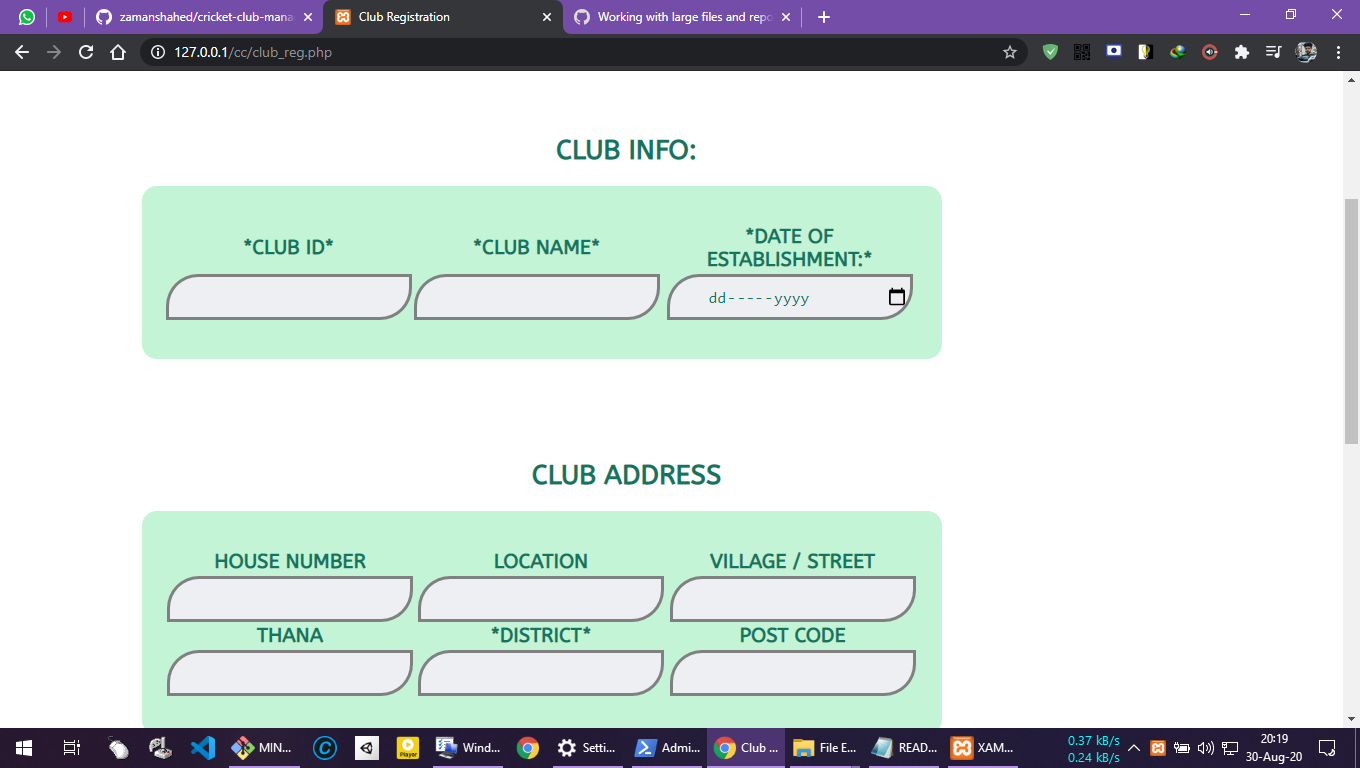 zamanshahed/cricket-club-mana
Club Registration
Working with large files and repo
127.0.0.1/cc/club_reg.php
CLUB INFO:
*CLUB ID*
*CLUB NAME*
*DATE OF
ESTABLISHMENT:*
dd-----yyyy
CLUB ADDRESS
HOUSE NUMBER
LOCATION
VILLAGE / STREET
THANA
*DISTRICT*
POST CODE
MIN...
Player
Wind...
Setti...
Admi...
Club ...
File E...
READ...
XAM...
0.37 kB/s
0.24 kB/s
20:19
30-Aug-20